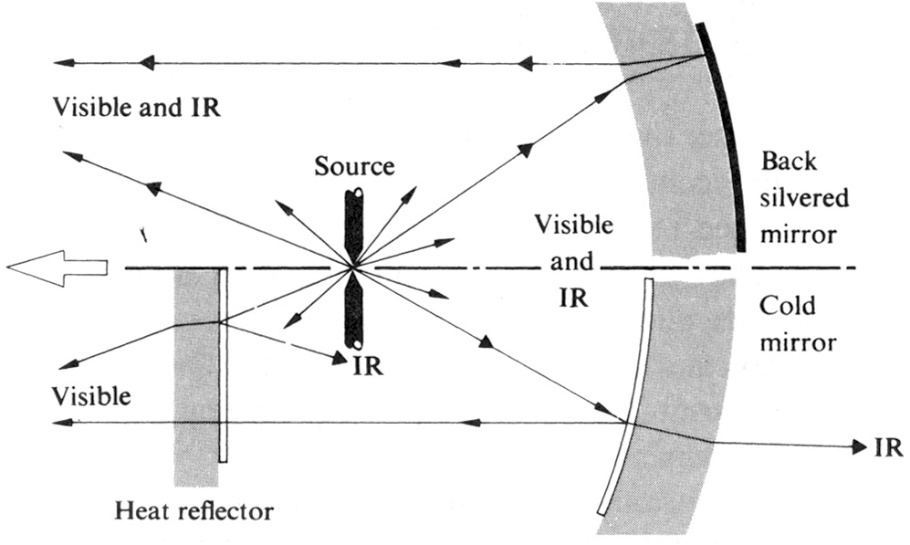 Visible and IR
Source
Back
silvered
mirror
Visible
and
IR
Cold
mirror
IR
Visible
IR
Heat reflector